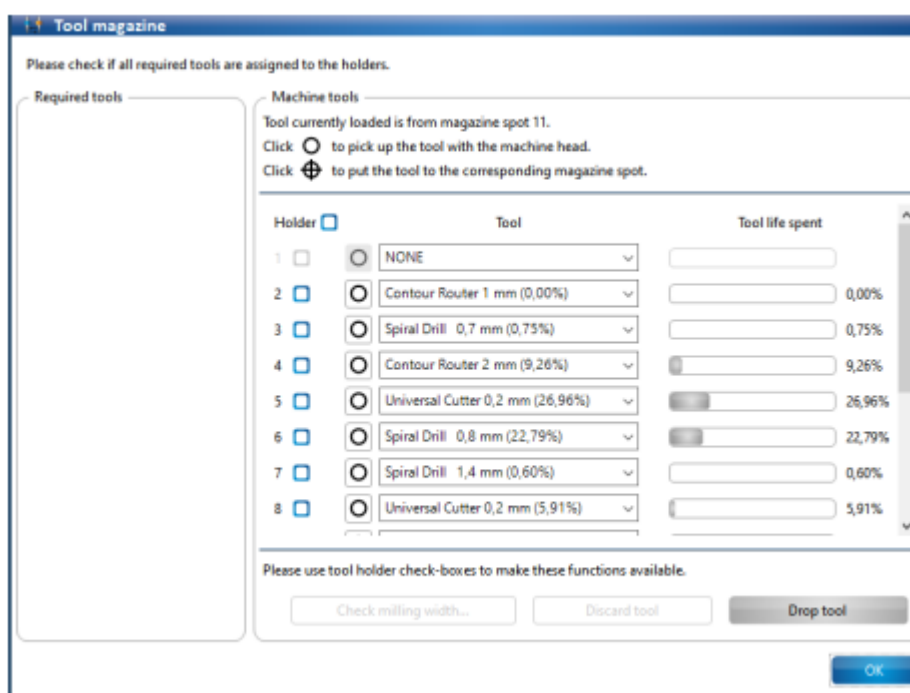 Tool magazine
Please check if all required tools are assigned to the holders.
Required tools
Machine tools
Tool currently loaded is from magazine spot 11.
Click to pick up the tool with the machine head.
Click to put the tool to the corresponding magazine spot.
Holder Tool Tool life spent
1 NONE
2 Contour Router 1 mm (0,00%) 0,00%
3 Spiral Drill 0,7 mm (0,75%) 0,75%
4 Contour Router 2 mm (9,26%) 9,26%
5 Universal Cutter 0,2 mm (26,96%) 26,96%
6 Spiral Drill 0,8 mm (22,79%) 22,79%
7 Spiral Drill 1,4 mm (0,60%) 0,60%
8 Universal Cutter 0,2 mm (5,91%) 5,91%
Please use tool holder check-boxes to make these functions available.
Check milling width... Discard tool Drop tool
OK